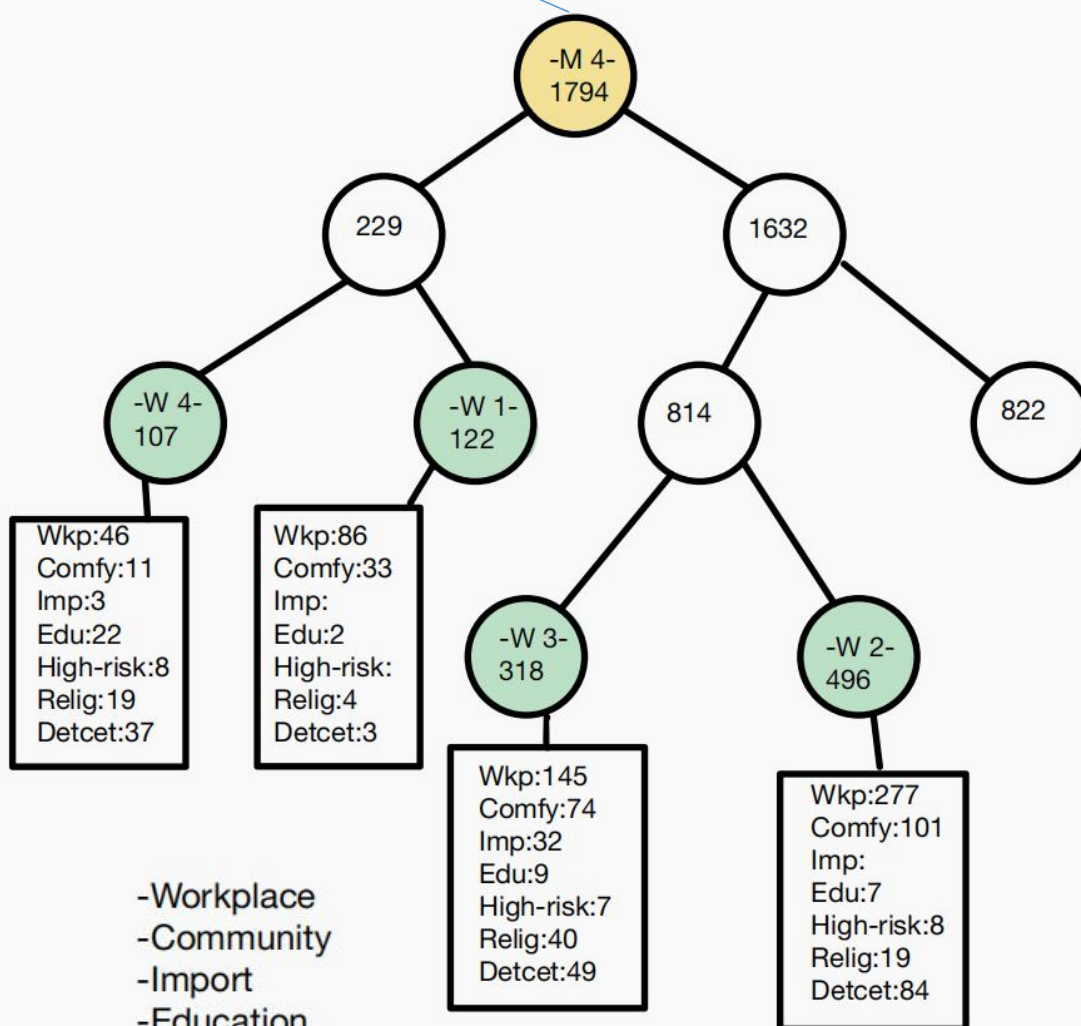 -M 4-
1794
229
1632
-W 4-
107
-W 1-
122
814
822
Wkp:46
Comfy:11
Imp:3
Edu:22
High-risk:8
Relig:19
Detcet:37
Wkp:86
Comfy:33
Imp:
Edu:2
High-risk:
Relig:4
Detcet:3
-W 3-
318
-W 2-
496
Wkp:145
Comfy:74
Imp:32
Edu:9
High-risk:7
Relig:40
Detcet:49
Wkp:277
Comfy:101
Imp:
Edu:7
High-risk:8
Relig:19
Detcet:84
-Workplace
-Community
-Import
-Education